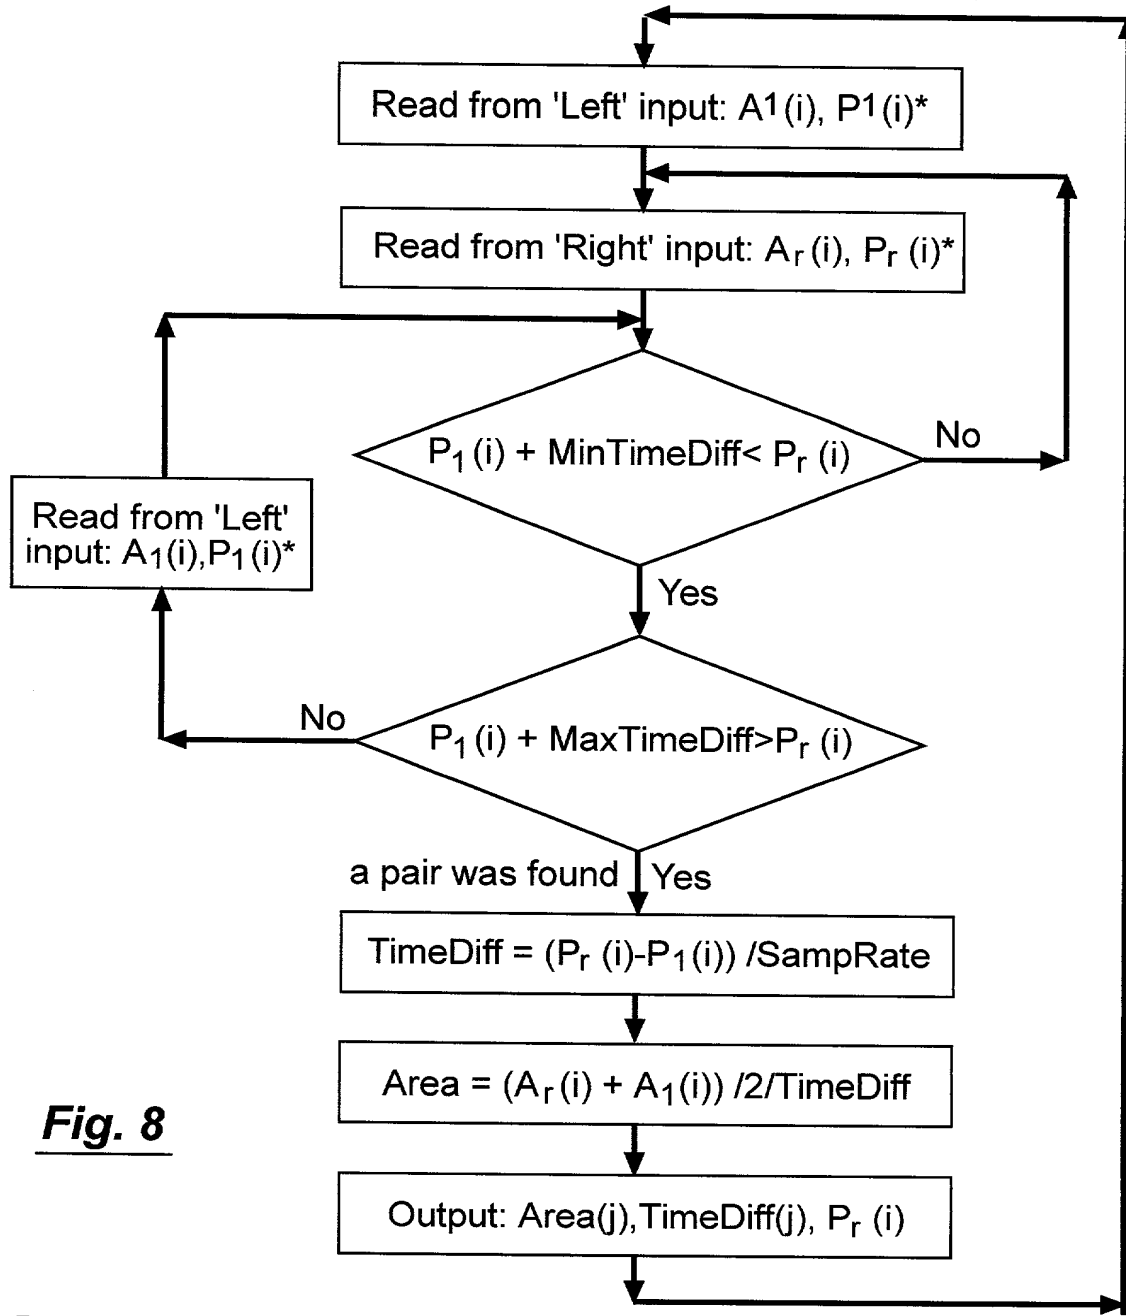 Read from 'Left' input: A1(i), P1(i)*
Read from 'Right' input: Ar(i), Pr (i)*
P1(i) + MinTimeDiff< Pr (i)
No
Read from 'Left'
input: A1(i),P1(i)*
Yes
P1(i) + MaxTimeDiff>Pr (i)
No
a pair was found
Yes
TimeDiff = (Pr (i)-P1(i)) /SampRate
Area = (Ar(i) + A1(i)) /2/TimeDiff
Fig. 8
Output: Area(j),TimeDiff(j), Pr (i)